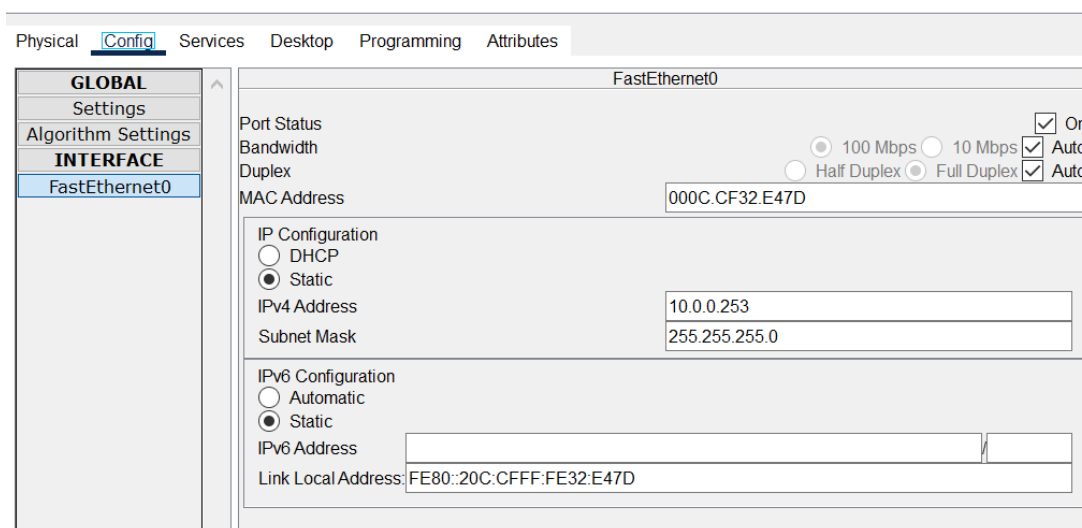 Physical Config Services Desktop Programming Attributes
GLOBAL
Settings
Algorithm Settings
INTERFACE
FastEthernet0
FastEthernet0
Port Status
Bandwidth 100 Mbps 10 Mbps
Duplex Half Duplex Full Duplex
MAC Address 000C.CF32.E47D
IP Configuration
DHCP
Static
IPv4 Address 10.0.0.253
Subnet Mask 255.255.255.0
IPv6 Configuration
Automatic
Static
IPv6 Address /
Link Local Address: FE80::20C:CFFF:FE32:E47D